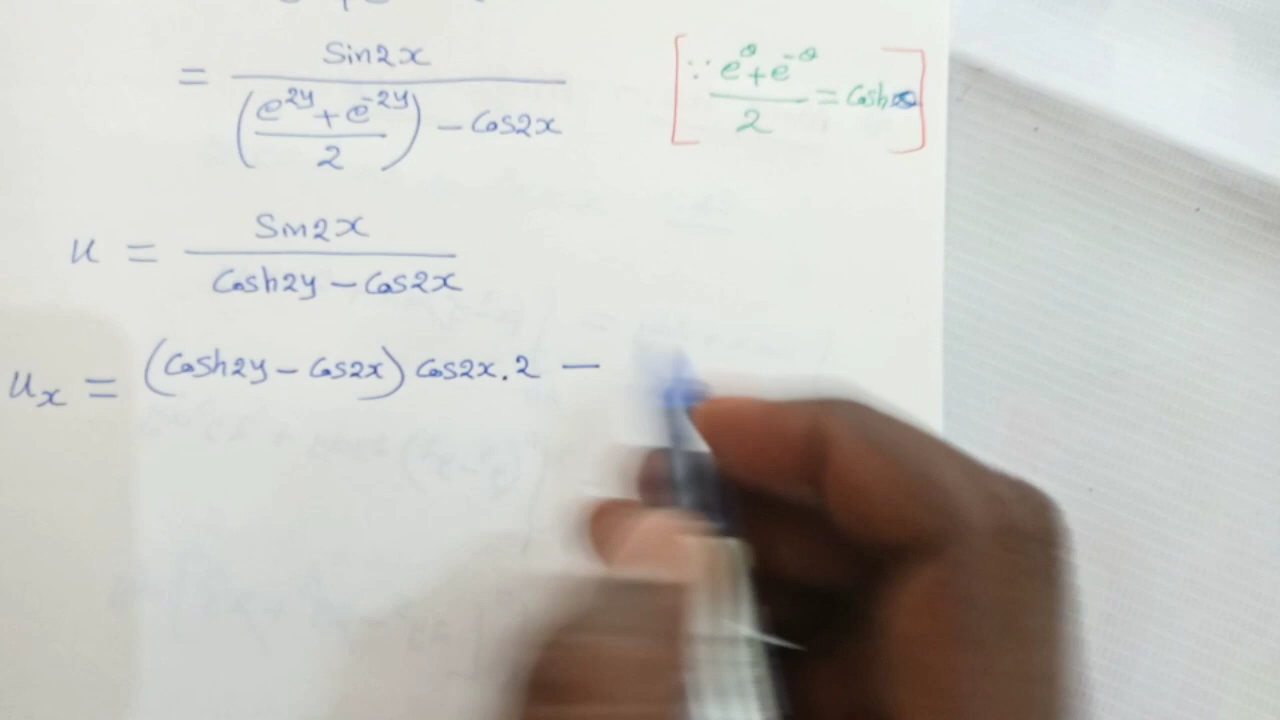 = Sin2x / ((e^2y + e^-2y)/2) - Cos2x [∵ (e^θ + e^-θ)/2 = Cosh
u = Sin2x / Cosh2y - Cos2x
u_x = (Cosh2y - Cos2x) Cos2x.2 -